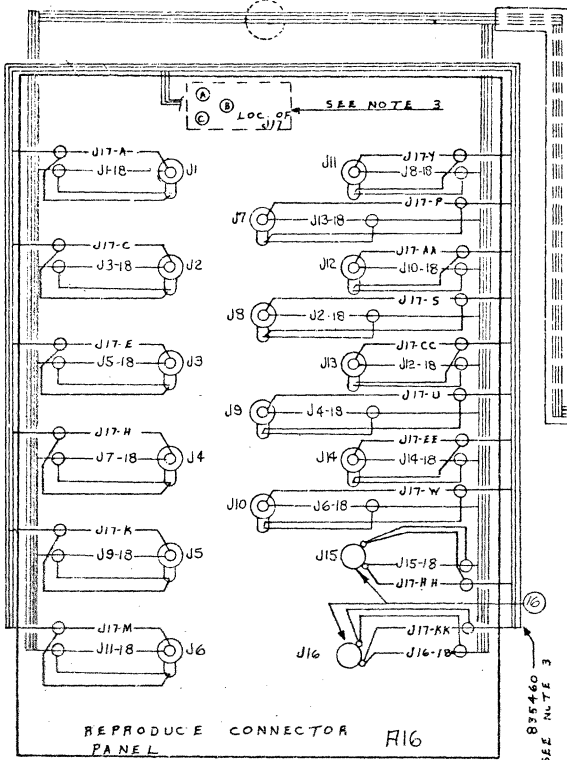 A
B
C
LOC. OF
J17
SEE NOTE 3
J17-A
J1-18
J1
J17-C
J3-18
J2
J17-E
J5-18
J3
J17-H
J7-18
J4
J17-K
J9-18
J5
J17-M
J11-18
J6
J11
J17-Y
J8-18
J17-P
J7
J13-18
J17-AA
J12
J10-18
J17-S
J8
J2-18
J17-CC
J13
J12-18
J17-U
J9
J4-18
J17-EE
J14
J14-18
J17-W
J10
J6-18
J15
J15-18
J17-HH
16
J17-KK
J16
J16-18
835460
SEE NOTE 3
REPRODUCE CONNECTOR
PANEL
A16